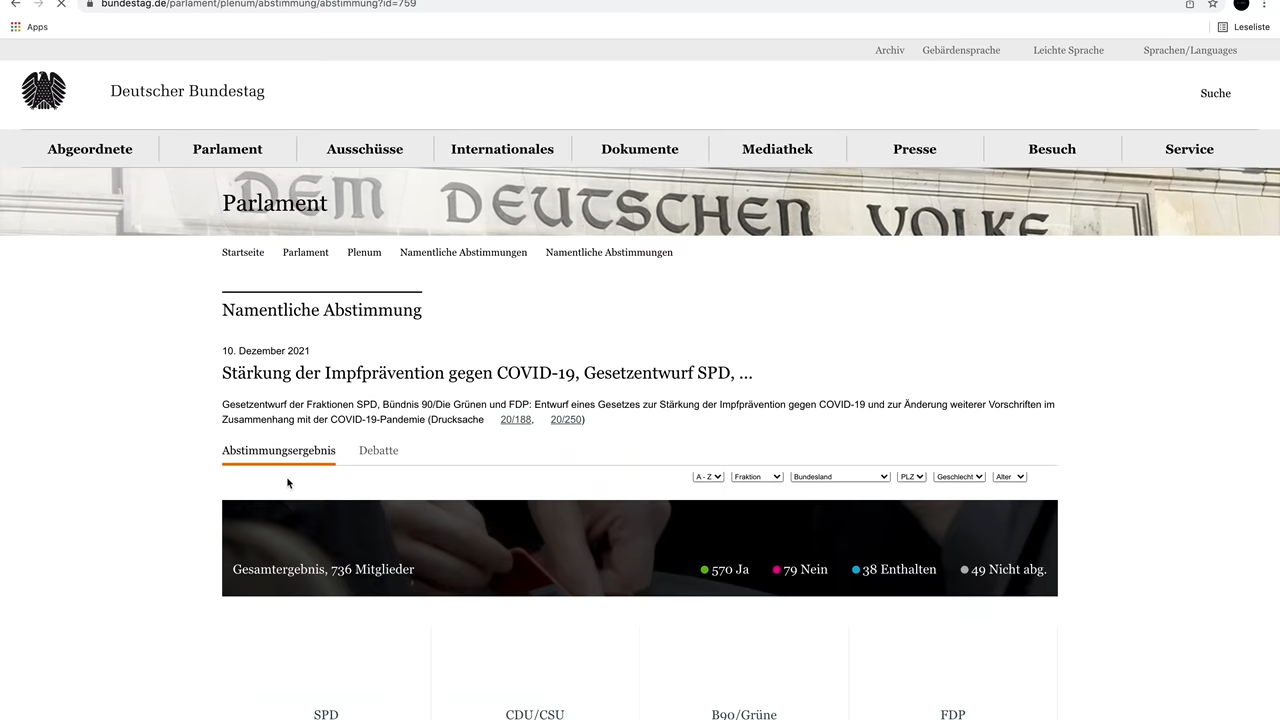 bundestag.de/parlament/plenum/abstimmung/abstimmung?id=759
Apps
Leseliste
Archiv Gebärdensprache Leichte Sprache Sprachen/Languages
Deutscher Bundestag
Suche
Abgeordnete Parlament Ausschüsse Internationales Dokumente Mediathek Presse Besuch Service
DEM DEUTSCHEN VOLKE
Parlament
Startseite Parlament Plenum Namentliche Abstimmungen Namentliche Abstimmungen
Namentliche Abstimmung
10. Dezember 2021
Stärkung der Impfprävention gegen COVID-19, Gesetzentwurf SPD, ...
Gesetzentwurf der Fraktionen SPD, Bündnis 90/Die Grünen und FDP: Entwurf eines Gesetzes zur Stärkung der Impfprävention gegen COVID-19 und zur Änderung weiterer Vorschriften im
Zusammenhang mit der COVID-19-Pandemie (Drucksache 20/188, 20/250)
Abstimmungsergebnis Debatte
A - Z Fraktion Bundesland PLZ Geschlecht Alter
Gesamtergebnis, 736 Mitglieder 570 Ja 79 Nein 38 Enthalten 49 Nicht abg.
SPD CDU/CSU B90/Grüne FDP